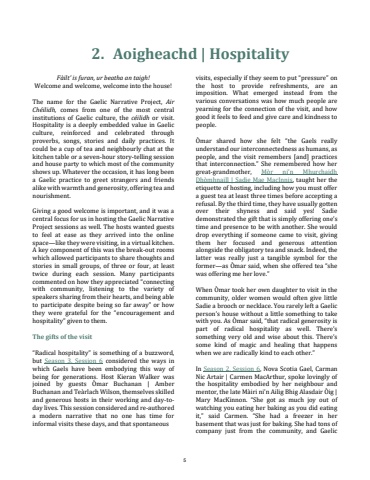 2. Aoigheachd | Hospitality
Fàilt' is furan, ur beatha an taigh!
Welcome and welcome, welcome into the house!
The name for the Gaelic Narrative Project, Air
Chéilidh, comes from one of the most central
institutions of Gaelic culture, the céilidh or visit.
Hospitality is a deeply embedded value in Gaelic
culture, reinforced and celebrated through
proverbs, songs, stories and daily practices. It
could be a cup of tea and neighbourly chat at the
kitchen table or a seven-hour story-telling session
and house party to which most of the community
shows up. Whatever the occasion, it has long been
a Gaelic practice to greet strangers and friends
alike with warmth and generosity, offering tea and
nourishment.
Giving a good welcome is important, and it was a
central focus for us in hosting the Gaelic Narrative
Project sessions as well. The hosts wanted guests
to feel at ease as they arrived into the online
space—like they were visiting, in a virtual kitchen.
A key component of this was the break-out rooms
which allowed participants to share thoughts and
stories in small groups, of three or four, at least
twice during each session. Many participants
commented on how they appreciated "connecting
with community, listening to the variety of
speakers sharing from their hearts, and being able
to participate despite being so far away" or how
they were grateful for the "encouragement and
hospitality" given to them.
The gifts of the visit
"Radical hospitality" is something of a buzzword,
but Season 3, Session 6 considered the ways in
which Gaels have been embodying this way of
being for generations. Host Kieran Walker was
joined by guests Òmar Buchanan | Amber
Buchanan and Teàrlach Wilson, themselves skilled
and generous hosts in their working and day-to-
day lives. This session considered and re-authored
a modern narrative that no one has time for
informal visits these days, and that spontaneous
visits, especially if they seem to put "pressure" on
the host to provide refreshments, are an
imposition. What emerged instead from the
various conversations was how much people are
yearning for the connection of the visit, and how
good it feels to feed and give care and kindness to
people.
Òmar shared how she felt "the Gaels really
understand our interconnectedness as humans, as
people, and the visit remembers [and] practices
that interconnection." She remembered how her
great-grandmother, Mòr ni'n Mhurchaidh
Dhòmhnaill | Sadie Mae MacInnis, taught her the
etiquette of hosting, including how you must offer
a guest tea at least three times before accepting a
refusal. By the third time, they have usually gotten
over their shyness and said yes! Sadie
demonstrated the gift that is simply offering one's
time and presence to be with another. She would
drop everything if someone came to visit, giving
them her focused and generous attention
alongside the obligatory tea and snack. Indeed, the
latter was really just a tangible symbol for the
former—as Òmar said, when she offered tea "she
was offering me her love."
When Òmar took her own daughter to visit in the
community, older women would often give little
Sadie a brooch or necklace. You rarely left a Gaelic
person's house without a little something to take
with you. As Òmar said, "that radical generosity is
part of radical hospitality as well. There's
something very old and wise about this. There's
some kind of magic and healing that happens
when we are radically kind to each other."
In Season 2, Session 6, Nova Scotia Gael, Carman
Nic Artair | Carmen MacArthur, spoke lovingly of
the hospitality embodied by her neighbour and
mentor, the late Màiri ni'n Ailig Bhig Alasdair Òig |
Mary MacKinnon. "She got as much joy out of
watching you eating her baking as you did eating
it," said Carmen. "She had a freezer in her
basement that was just for baking. She had tons of
company just from the community, and Gaelic
5